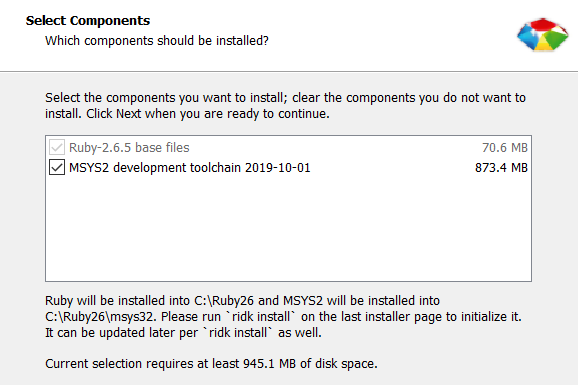 Select Components
Which components should be installed?
Select the components you want to install; clear the components you do not want to
install. Click Next when you are ready to continue.
Ruby-2.6.5 base files 70.6 MB
MSYS2 development toolchain 2019-10-01 873.4 MB
Ruby will be installed into C:\Ruby26 and MSYS2 will be installed into
C:\Ruby26\msys32. Please run `ridk install` on the last installer page to initialize it.
It can be updated later per `ridk install` as well.
Current selection requires at least 945.1 MB of disk space.